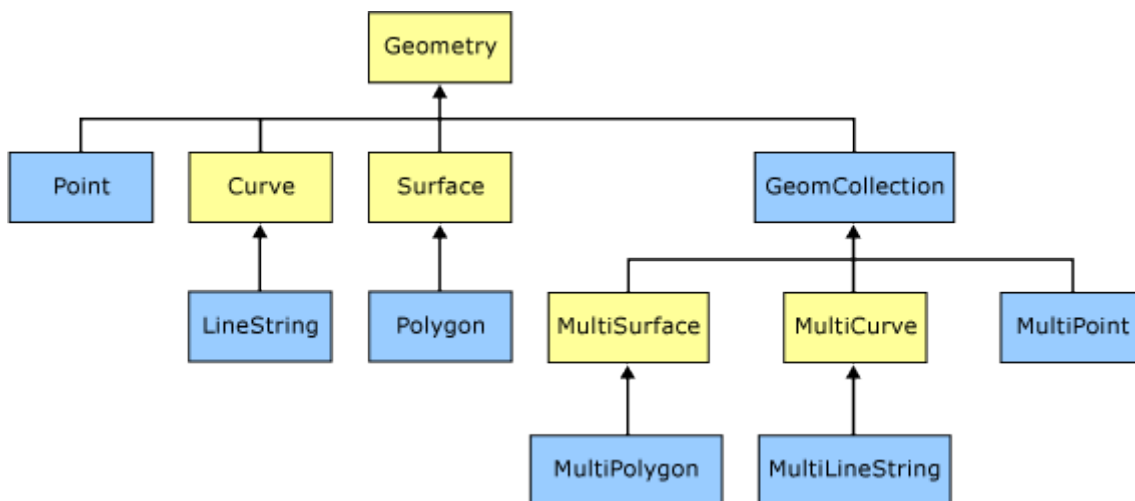 Geometry
Point
Curve
Surface
GeomCollection
LineString
Polygon
MultiSurface
MultiCurve
MultiPoint
MultiPolygon
MultiLineString